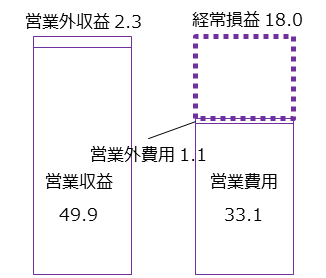 営業外収益 2.3
経常損益 18.0
営業外費用 1.1
営業収益
49.9
営業費用
33.1